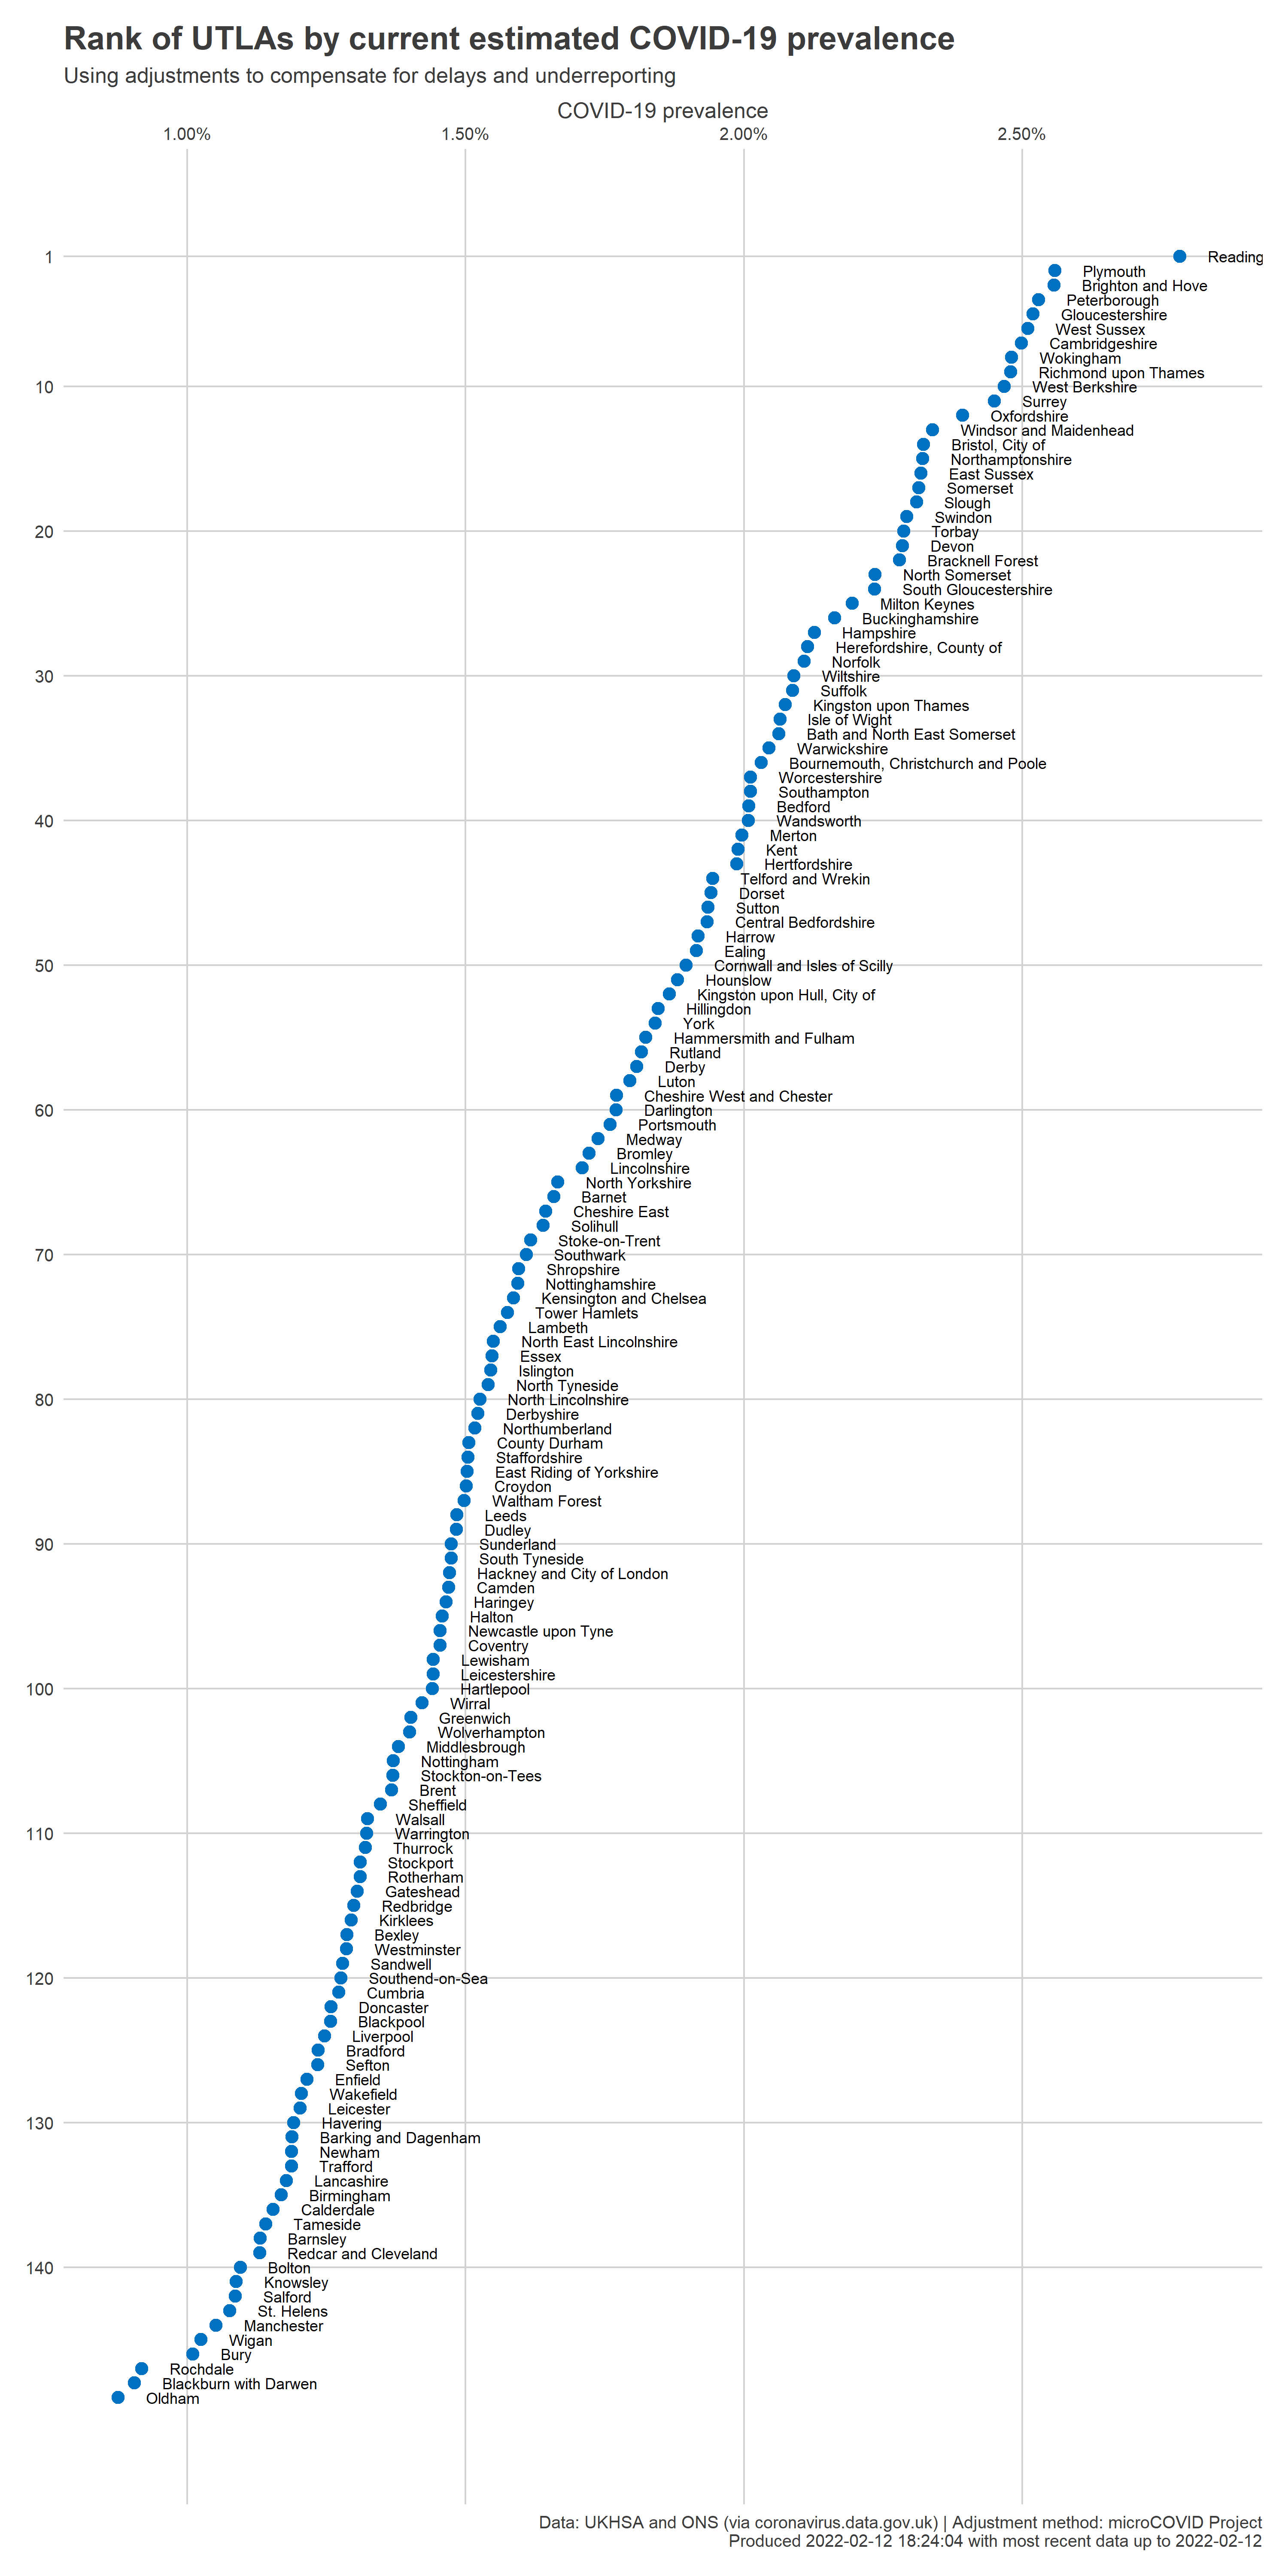 Rank of UTLAs by current estimated COVID-19 prevalence
Using adjustments to compensate for delays and underreporting
COVID-19 prevalence
1.00% 1.50% 2.00% 2.50%
1 Reading
Plymouth
Brighton and Hove
Peterborough
Gloucestershire
West Sussex
Cambridgeshire
Wokingham
Richmond upon Thames
10 West Berkshire
Surrey
Oxfordshire
Windsor and Maidenhead
Bristol, City of
Northamptonshire
East Sussex
Somerset
Slough
Swindon
20 Torbay
Devon
Bracknell Forest
North Somerset
South Gloucestershire
Milton Keynes
Buckinghamshire
Hampshire
Herefordshire, County of
Norfolk
30 Wiltshire
Suffolk
Kingston upon Thames
Isle of Wight
Bath and North East Somerset
Warwickshire
Bournemouth, Christchurch and Poole
Worcestershire
Southampton
Bedford
40 Wandsworth
Merton
Kent
Hertfordshire
Telford and Wrekin
Dorset
Sutton
Central Bedfordshire
Harrow
Ealing
50 Cornwall and Isles of Scilly
Hounslow
Kingston upon Hull, City of
Hillingdon
York
Hammersmith and Fulham
Rutland
Derby
Luton
Cheshire West and Chester
60 Darlington
Portsmouth
Medway
Bromley
Lincolnshire
North Yorkshire
Barnet
Cheshire East
Solihull
Stoke-on-Trent
70 Southwark
Shropshire
Nottinghamshire
Kensington and Chelsea
Tower Hamlets
Lambeth
North East Lincolnshire
Essex
Islington
North Tyneside
80 North Lincolnshire
Derbyshire
Northumberland
County Durham
Staffordshire
East Riding of Yorkshire
Croydon
Waltham Forest
Leeds
Dudley
90 Sunderland
South Tyneside
Hackney and City of London
Camden
Haringey
Halton
Newcastle upon Tyne
Coventry
Lewisham
Leicestershire
100 Hartlepool
Wirral
Greenwich
Wolverhampton
Middlesbrough
Nottingham
Stockton-on-Tees
Brent
Sheffield
Walsall
110 Warrington
Thurrock
Stockport
Rotherham
Gateshead
Redbridge
Kirklees
Bexley
Westminster
Sandwell
120 Southend-on-Sea
Cumbria
Doncaster
Blackpool
Liverpool
Bradford
Sefton
Enfield
Wakefield
Leicester
130 Havering
Barking and Dagenham
Newham
Trafford
Lancashire
Birmingham
Calderdale
Tameside
Barnsley
Redcar and Cleveland
140 Bolton
Knowsley
Salford
St. Helens
Manchester
Wigan
Bury
Rochdale
Blackburn with Darwen
Oldham
Data: UKHSA and ONS (via coronavirus.data.gov.uk) | Adjustment method: microCOVID Project
Produced 2022-02-12 18:24:04 with most recent data up to 2022-02-12